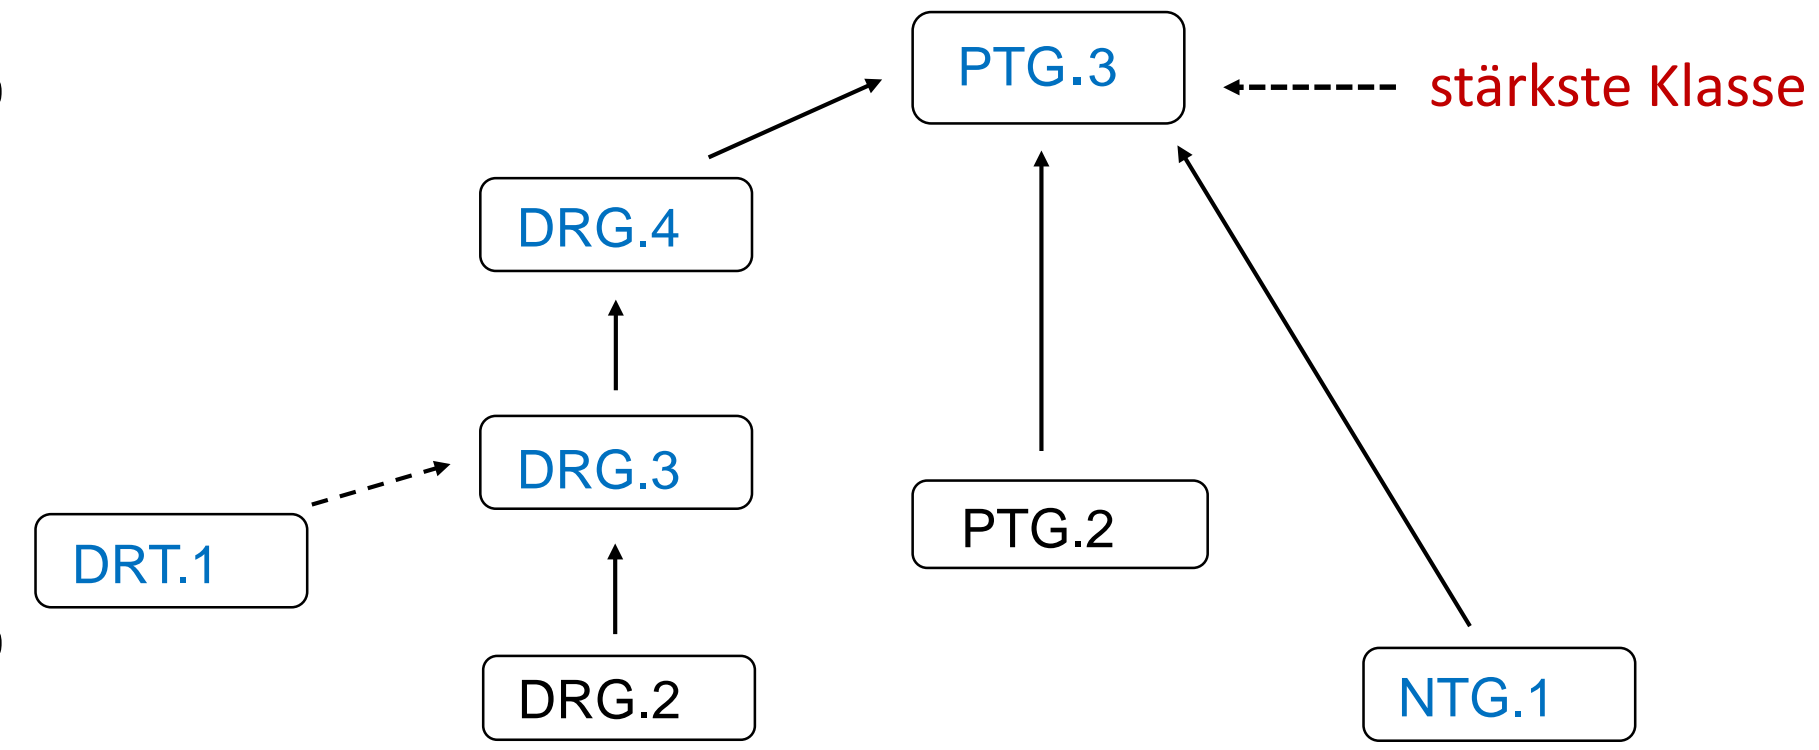 PTG.3
stärkste Klasse
DRG.4
DRG.3
PTG.2
DRT.1
DRG.2
NTG.1